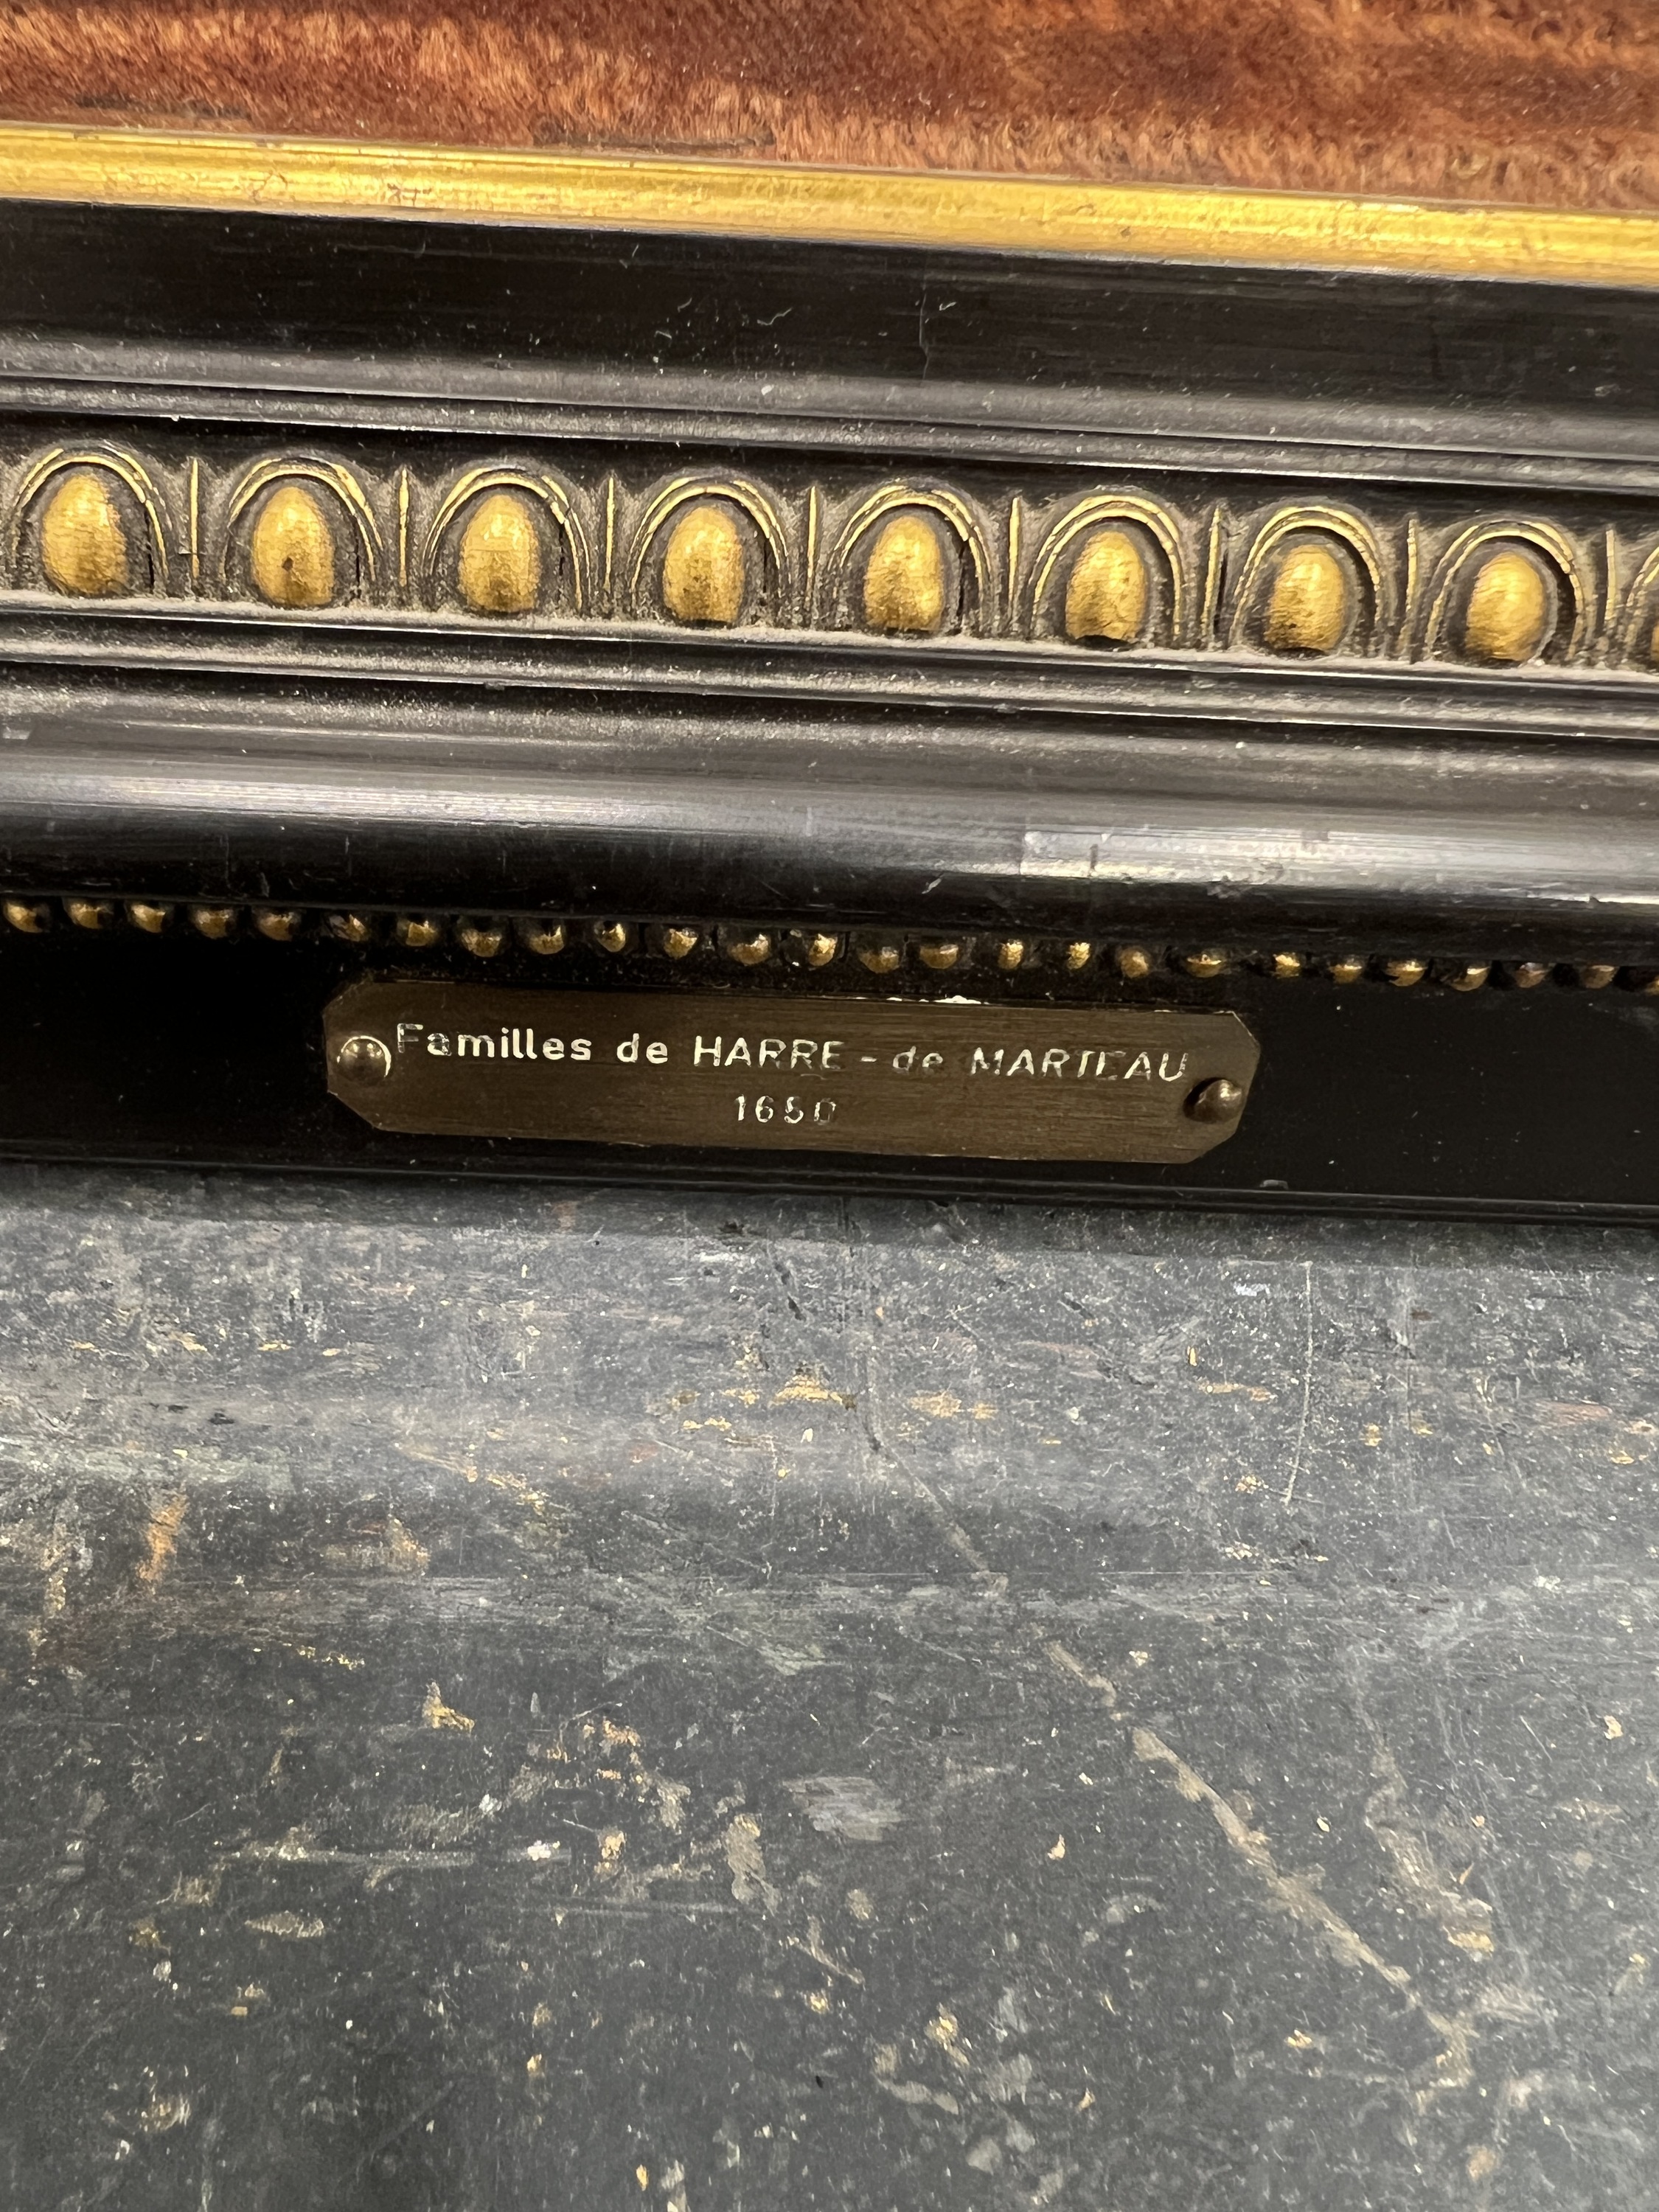 Familles de HARRE - de MARTEAU
1650